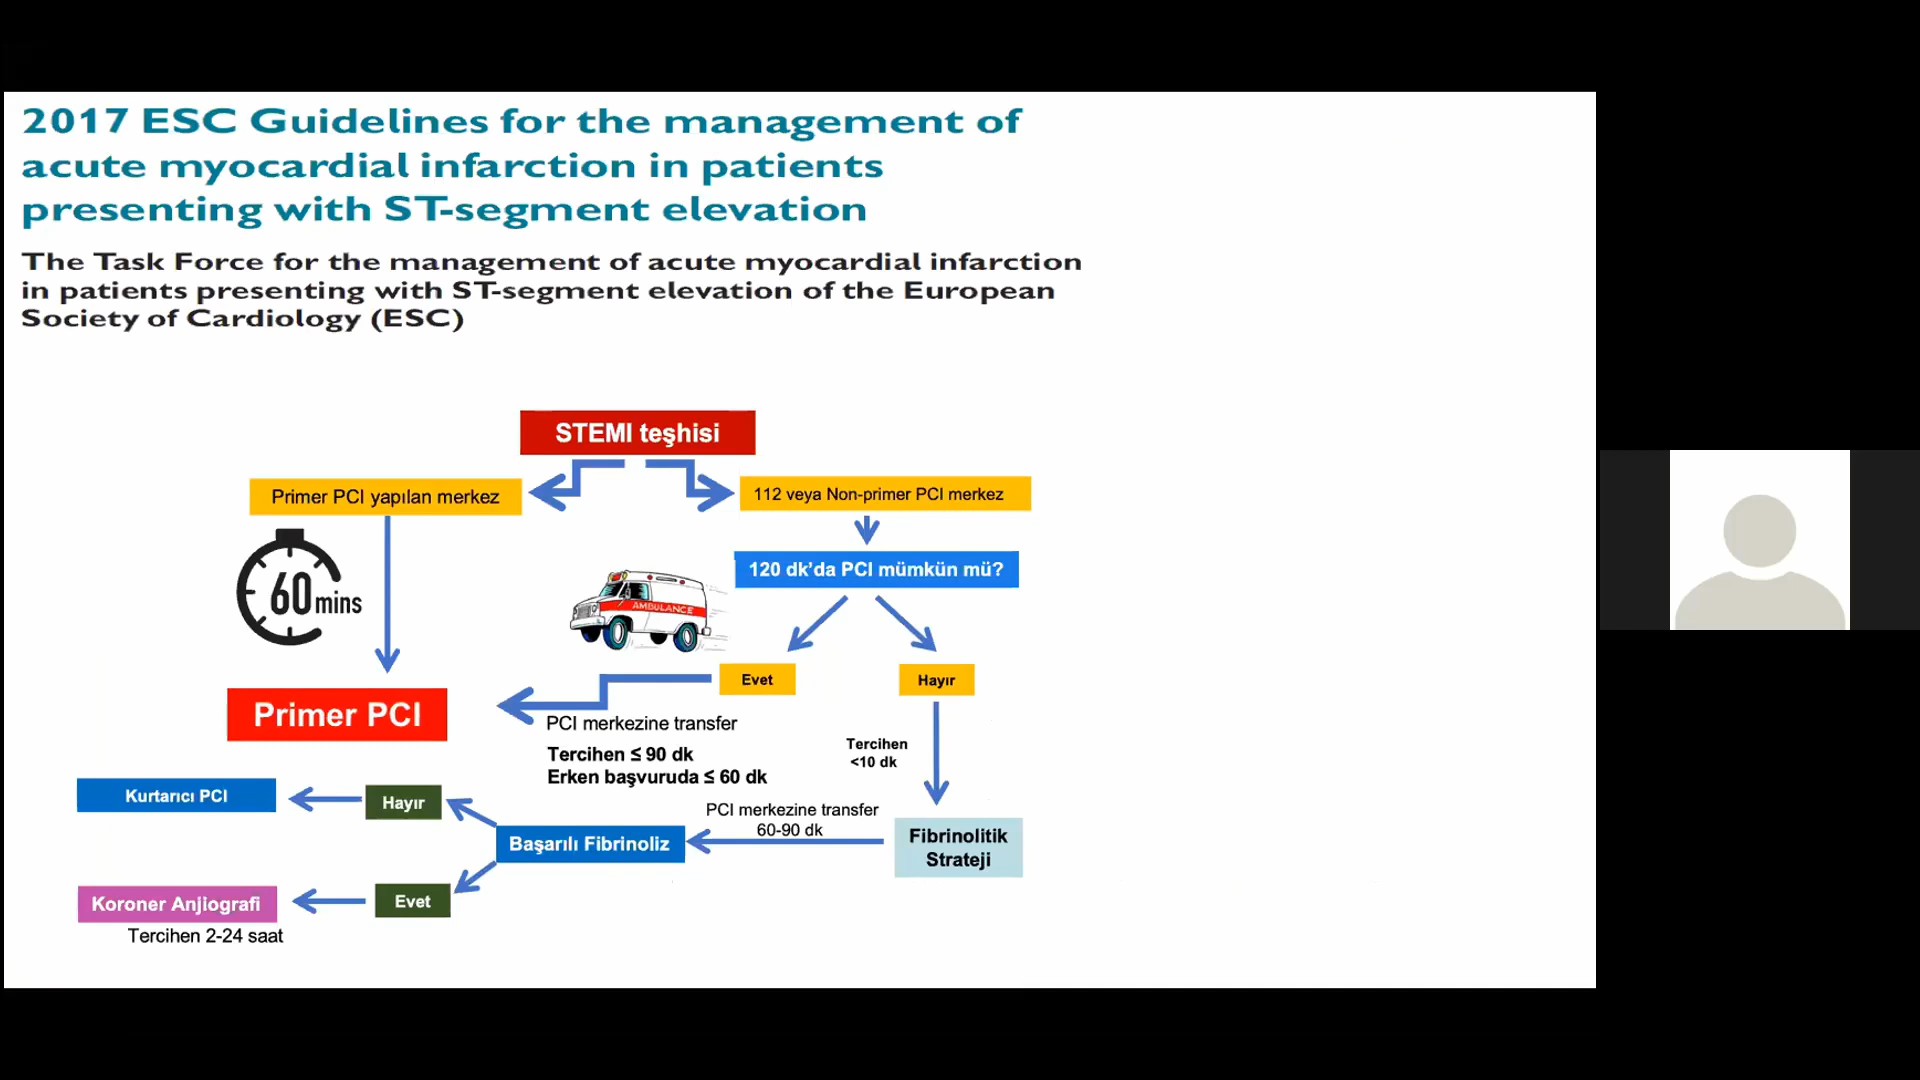 2017 ESC Guidelines for the management of
acute myocardial infarction in patients
presenting with ST-segment elevation
The Task Force for the management of acute myocardial infarction
in patients presenting with ST-segment elevation of the European
Society of Cardiology (ESC)
STEMI teşhisi
Primer PCI yapılan merkez
112 veya Non-primer PCI merkez
60 mins
120 dk'da PCI mümkün mü?
AMBULANCE
Evet
Hayır
Primer PCI
PCI merkezine transfer
Tercihen ≤ 90 dk
Erken başvuruda ≤ 60 dk
Tercihen
<10 dk
Kurtarıcı PCI
Hayır
PCI merkezine transfer
60-90 dk
Başarılı Fibrinoliz
Fibrinolitik
Strateji
Koroner Anjiografi
Evet
Tercihen 2-24 saat